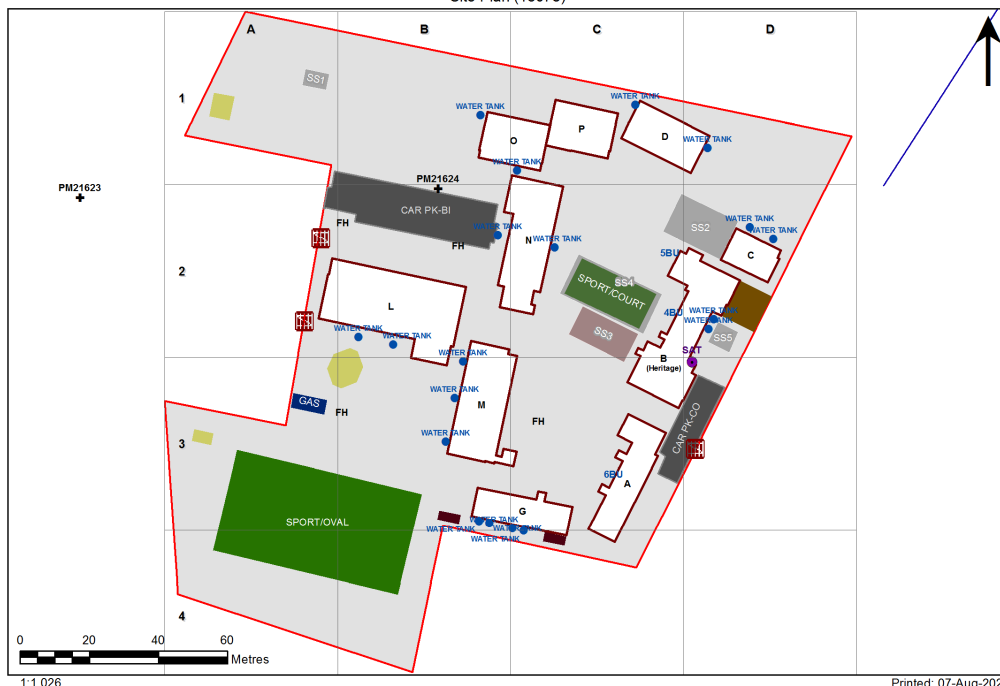 A
B
C
D
SS1
1
WATER TANK
WATER TANK
O
P
D
WATER TANK
WATER TANK
PM21623
PM21624
CAR PK-BI
FH
FH
WATER TANK
N
WATER TANK
SS2
WATER TANK
WATER TANK
C
5BU
2
SS4
SPORT/COURT
L
4BU
WATER TANK
WATER TANK
SS3
SS5
WATER TANK
WATER TANK
SAT
B
(Heritage)
WATER TANK
WATER TANK
M
GAS
FH
FH
CAR PK-CO
3
WATER TANK
6BU
A
G
SPORT/OVAL
WATER TANK
WATER TANK
WATER TANK
WATER TANK
4
0 20 40 60
Metres